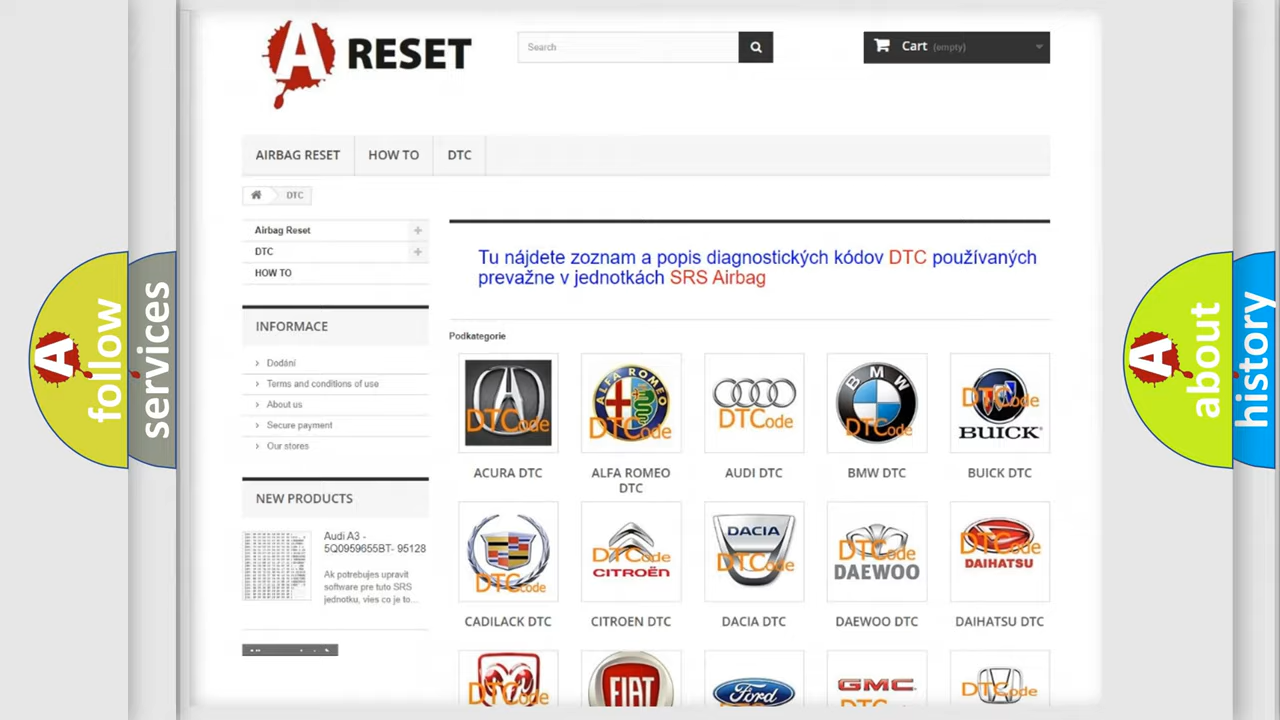 A RESET
Search
Cart (empty)
AIRBAG RESET
HOW TO
DTC
DTC
Airbag Reset
DTC
HOW TO
INFORMACE
Dodání
Terms and conditions of use
About us
Secure payment
Our stores
NEW PRODUCTS
Audi A3 -
5Q0959655BT- 95128
Ak potrebujes upravit
software pre tuto SRS
jednotku, vies co je to...
Tu nájdete zoznam a popis diagnostických kódov DTC používaných
prevažne v jednotkách SRS Airbag
Podkategorie
DTCode
ACURA DTC
ALFA ROMEO
DTCode
ALFA ROMEO
DTC
DTCode
AUDI DTC
BMW
DTCode
BMW DTC
DTCode
BUICK
BUICK DTC
DTCode
CADILACK DTC
DTCode
CITROËN
CITROEN DTC
DACIA
DTCode
DACIA DTC
DTCode
DAEWOO
DAEWOO DTC
DTCode
DAIHATSU
DAIHATSU DTC
DTCode
FIAT
Ford
GMC
DTCode
A follow
services
A about
history